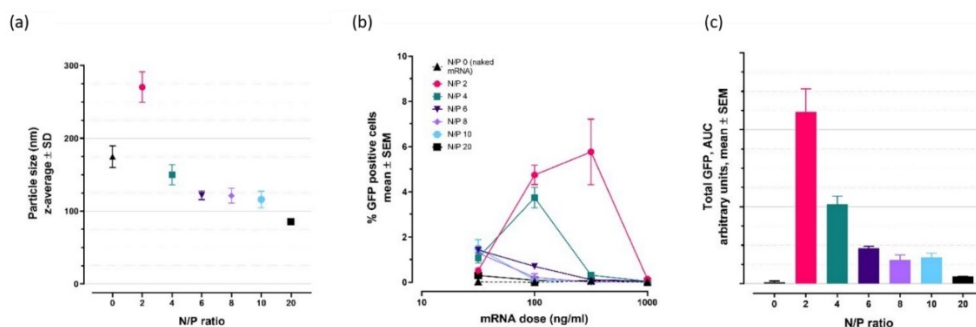 (a)
Particle size (nm)
z-average ± SD
300
250
200
150
100
50
0
0 2 4 6 8 10 20
N/P ratio
(b)
% GFP positive cells
mean ± SEM
10
8
6
4
2
0
N/P 0 (naked
mRNA)
N/P 2
N/P 4
N/P 6
N/P 8
N/P 10
N/P 20
10 100 1000
mRNA dose (ng/ml)
(c)
Total GFP, AUC
arbitrary units, mean ± SEM
0 2 4 6 8 10 20
N/P ratio